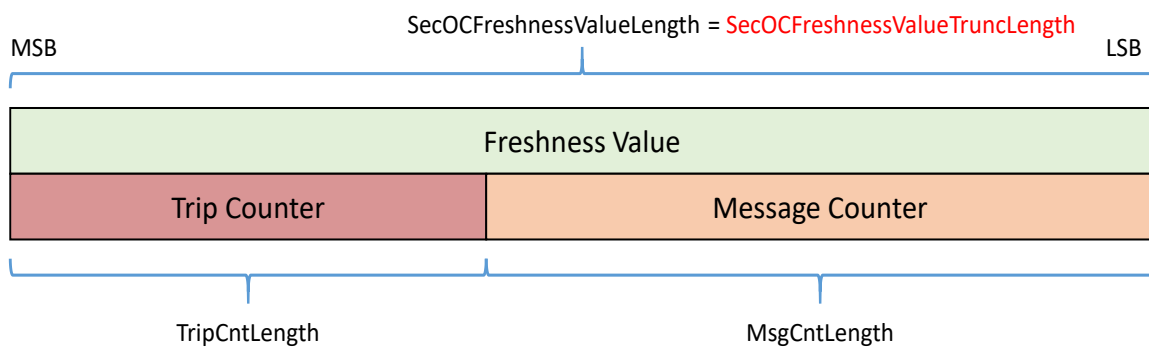 SecOCFreshnessValueLength = SecOCFreshnessValueTruncLength
MSB
LSB
Freshness Value
Trip Counter
Message Counter
TripCntLength
MsgCntLength